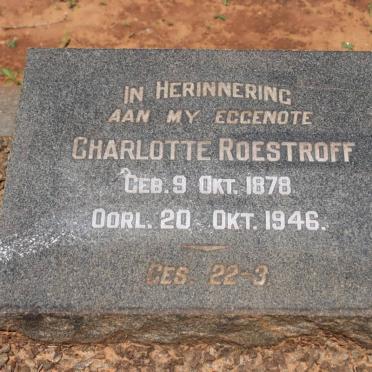 IN HERINNERING
AAN MY EGGENOTE
CHARLOTTE ROESTROFF
GEB. 9 OKT. 1878
OORL. 20 OKT. 1946.
GES. 22-3